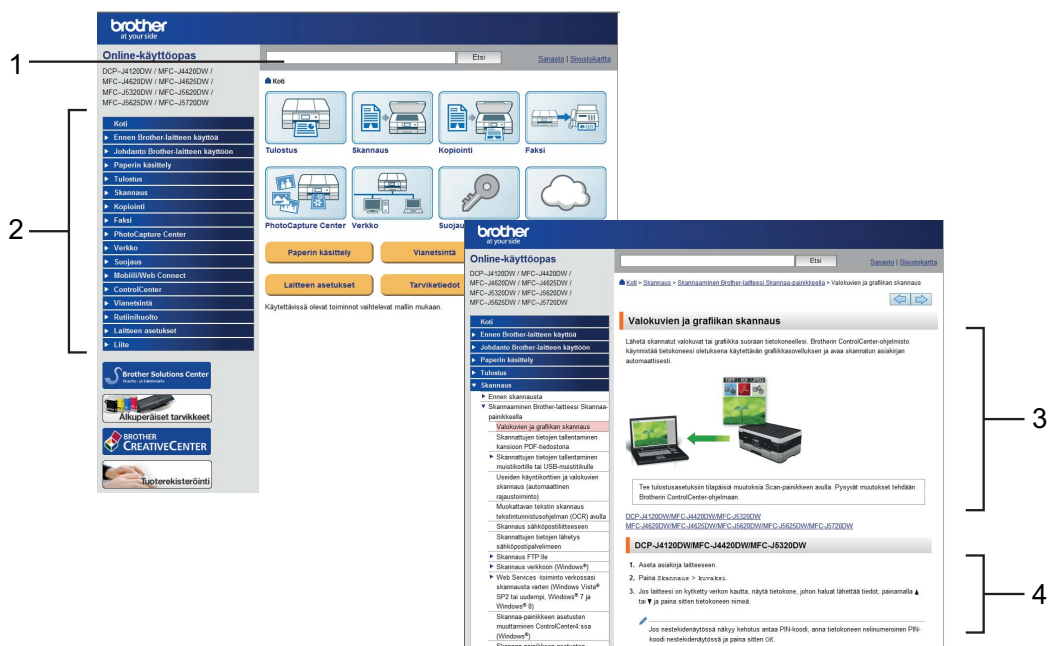 brother
at your side
Online-käyttöopas
DCP-J4120DW / MFC-J4420DW /
MFC-J4620DW / MFC-J4625DW /
MFC-J5320DW / MFC-J5620DW /
MFC-J5625DW / MFC-J5720DW
1
Etsi
Sanasto | Sivustokartta
2
Koti
Ennen Brother-laitteen käyttöä
Johdanto Brother-laitteen käyttöön
Paperin käsittely
Tulostus
Skannaus
Kopiointi
Faksi
PhotoCapture Center
Verkko
Suojaus
Mobiili/Web Connect
ControlCenter
Vianetsintä
Rutiinihuolto
Laitteen asetukset
Liite
Brother Solutions Center
Alkuperäiset tarvikkeet
BROTHER
CREATIVECENTER
Tuoterekisteröinti
Koti
Tulostus
Skannaus
Kopiointi
Faksi
PhotoCapture Center
Verkko
Suojau
Paperin käsittely
Vianetsintä
Laitteen asetukset
Tarviketiedot
Käytettävissä olevat toiminnot vaihtelevat mallin mukaan.
brother
at your side
Online-käyttöopas
DCP-J4120DW / MFC-J4420DW /
MFC-J4620DW / MFC-J4625DW /
MFC-J5320DW / MFC-J5620DW /
MFC-J5625DW / MFC-J5720DW
Etsi
Sanasto | Sivustokartta
Koti
Ennen Brother-laitteen käyttöä
Johdanto Brother-laitteen käyttöön
Paperin käsittely
Tulostus
Skannaus
Ennen skannausta
Skannaaminen Brother-laitteesi Skannaa-
painikkeella
Valokuvien ja grafiikan skannaus
Skannattujen tietojen tallentaminen
kansioon PDF-tiedostona
Skannattujen tietojen tallentaminen
muistikortille tai USB-muistitikulle
Useiden käyntikorttien ja valokuvien
skannaus (automaattinen
rajaustoiminto)
Muokattavan tekstin skannaus
tekstintunnistusohjelman (OCR) avulla
Skannaus sähköpostiliitteeseen
Skannattujen tietojen lähetys
sähköpostipalvelimeen
Skannaus FTP:lle
Skannaus verkkoon (Windows®)
Web Services -toiminto verkossasi
skannausta varten (Windows Vista®
SP2 tai uudempi, Windows® 7 ja
Windows® 8)
Skannaa-painikkeen asetusten
muuttaminen ControlCenter4:ssa
(Windows®)
Skannaa-painikkeen asetusten
Koti > Skannaus > Skannaaminen Brother-laitteesi Skannaa-painikkeella > Valokuvien ja grafiikan skannaus
Valokuvien ja grafiikan skannaus
Lähetä skannatut valokuvat tai grafiikka suoraan tietokoneellesi. Brotherin ControlCenter-ohjelmisto
käynnistää tietokoneesi oletuksena käytettävän grafiikkasovelluksen ja avaa skannatun asiakirjan
automaattisesti.
TIFF PDF JPEG
3
Tee tulostusasetuksiin tilapäisiä muutoksia Scan-painikkeen avulla. Pysyvät muutokset tehdään
Brotherin ControlCenter-ohjelmaan.
DCP-J4120DW/MFC-J4420DW/MFC-J5320DW
MFC-J4620DW/MFC-J4625DW/MFC-J5620DW/MFC-J5625DW/MFC-J5720DW
DCP-J4120DW/MFC-J4420DW/MFC-J5320DW
1. Aseta asiakirja laitteeseen.
2. Paina Skannaus > kuvaksi.
3. Jos laitteesi on kytketty verkon kautta, näytä tietokone, johon haluat lähettää tiedot, painamalla ▲
tai ▼ ja paina sitten tietokoneen nimeä.
4
Jos nestekidenäytössä näkyy kehotus antaa PIN-koodi, anna tietokoneen nelinumeroinen PIN-
koodi nestekidenäytössä ja paina sitten OK.